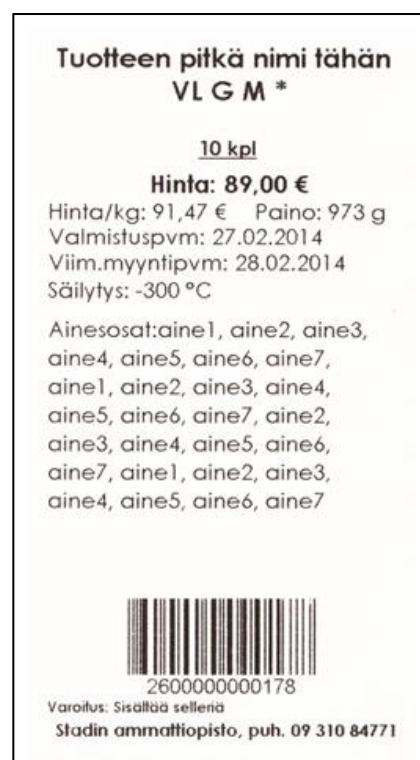 Tuotteen pitkä nimi tähän
VL G M *
10 kpl
Hinta: 89,00 €
Hinta/kg: 91,47 € Paino: 973 g
Valmistuspvm: 27.02.2014
Viim.myyntipvm: 28.02.2014
Säilytys: -300 °C
Ainesosat:aine1, aine2, aine3,
aine4, aine5, aine6, aine7,
aine1, aine2, aine3, aine4,
aine5, aine6, aine7, aine2,
aine3, aine4, aine5, aine6,
aine7, aine1, aine2, aine3,
aine4, aine5, aine6, aine7
2600000000178
Varoitus: Sisältää selleriä
Stadin ammattiopisto, puh. 09 310 84771